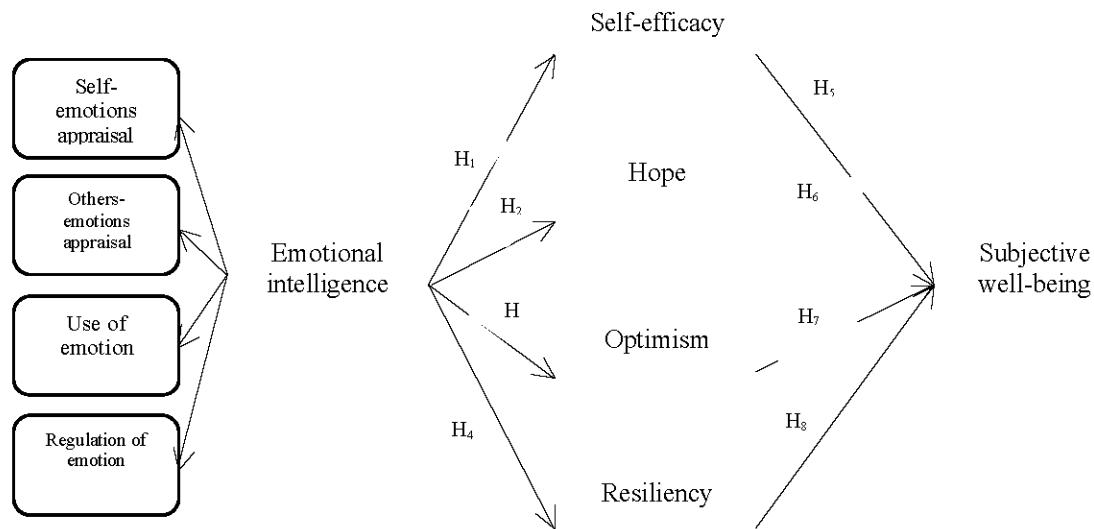 Self-
emotions
appraisal
Others-
emotions
appraisal
Use of
emotion
Regulation of
emotion
Emotional
intelligence
H₁
H₂
H
H₄
Self-efficacy
Hope
Optimism
Resiliency
H₅
H₆
H₇
H₈
Subjective
well-being